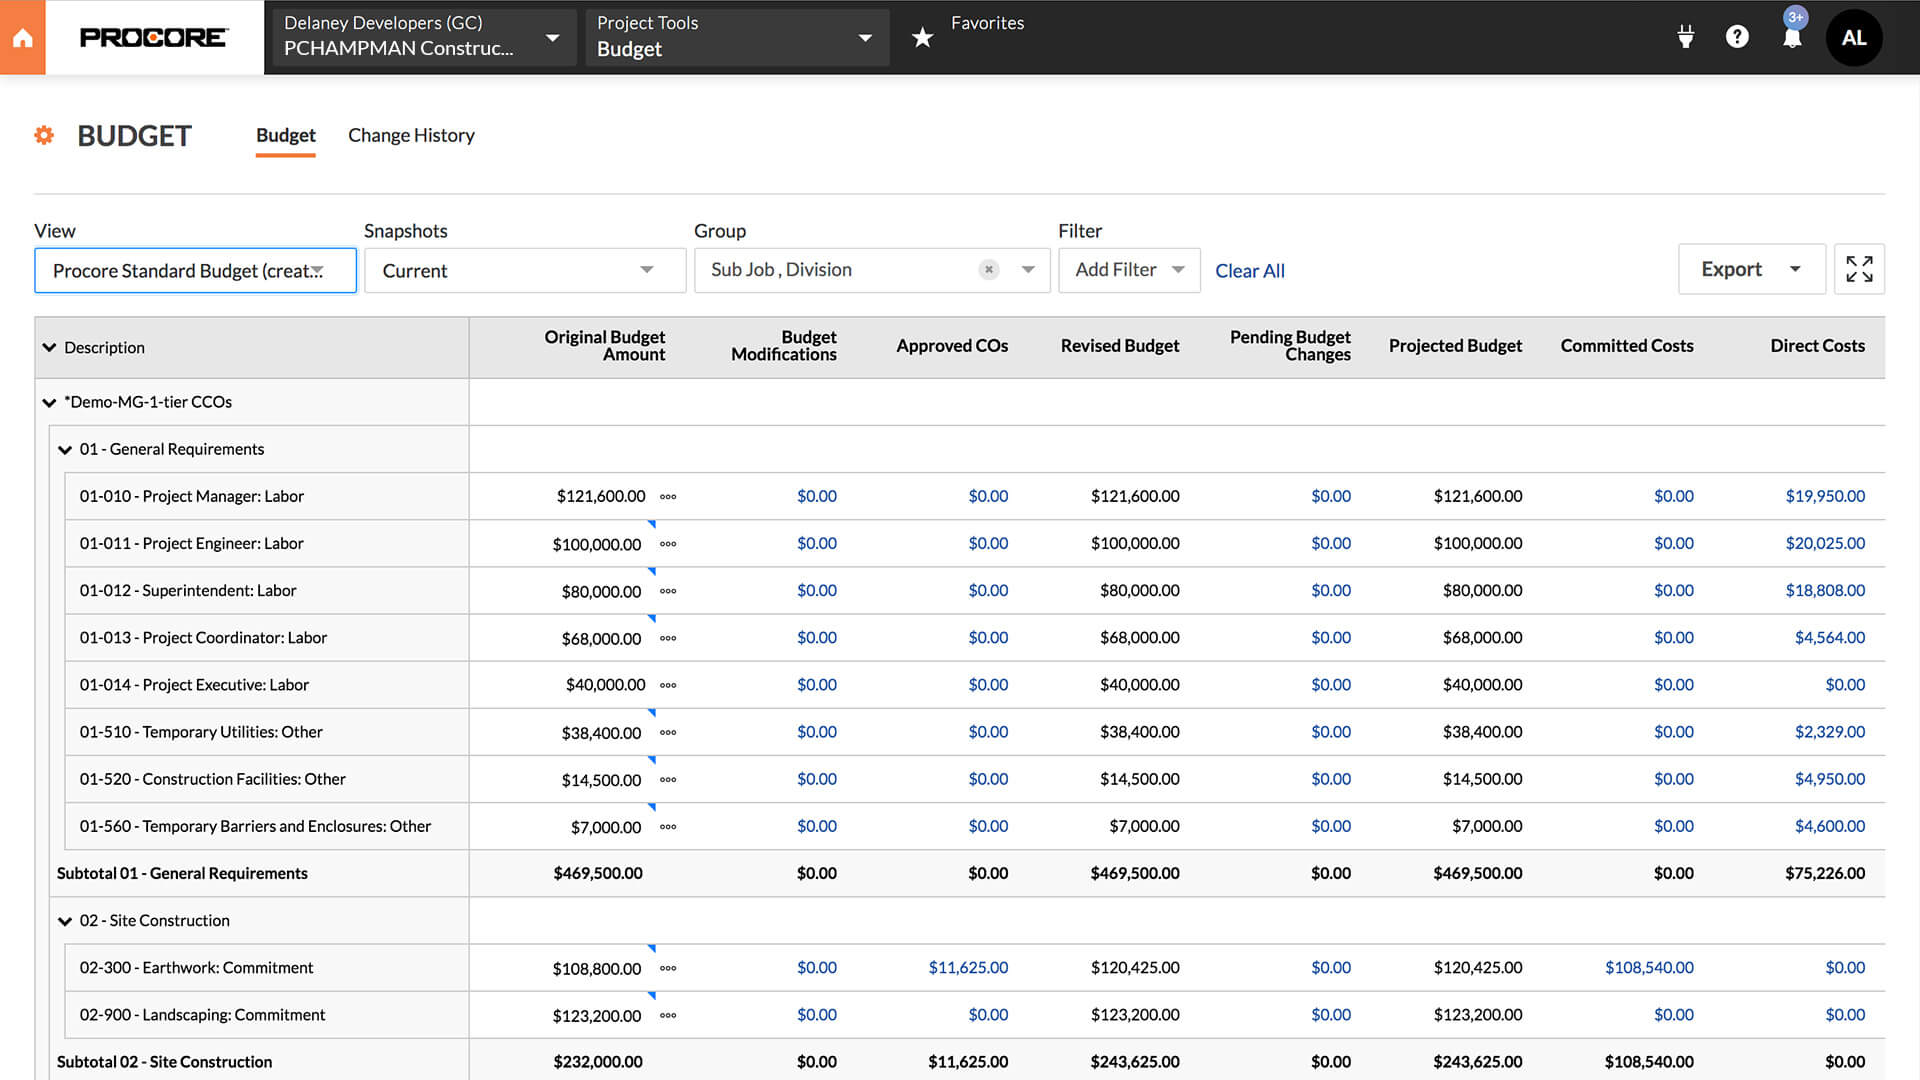 PROCORE
Delaney Developers (GC)
PCHAMPMAN Construc...
Project Tools
Budget
Favorites
3+
AL
BUDGET
Budget
Change History
View
Snapshots
Group
Filter
Procore Standard Budget (creat...
Current
Sub Job , Division
Add Filter
Clear All
Export
Description
Original Budget Amount
Budget Modifications
Approved COs
Revised Budget
Pending Budget Changes
Projected Budget
Committed Costs
Direct Costs
*Demo-MG-1-tier CCOs
01 - General Requirements
01-010 - Project Manager: Labor $121,600.00 $0.00 $0.00 $121,600.00 $0.00 $121,600.00 $0.00 $19,950.00
01-011 - Project Engineer: Labor $100,000.00 $0.00 $0.00 $100,000.00 $0.00 $100,000.00 $0.00 $20,025.00
01-012 - Superintendent: Labor $80,000.00 $0.00 $0.00 $80,000.00 $0.00 $80,000.00 $0.00 $18,808.00
01-013 - Project Coordinator: Labor $68,000.00 $0.00 $0.00 $68,000.00 $0.00 $68,000.00 $0.00 $4,564.00
01-014 - Project Executive: Labor $40,000.00 $0.00 $0.00 $40,000.00 $0.00 $40,000.00 $0.00 $0.00
01-510 - Temporary Utilities: Other $38,400.00 $0.00 $0.00 $38,400.00 $0.00 $38,400.00 $0.00 $2,329.00
01-520 - Construction Facilities: Other $14,500.00 $0.00 $0.00 $14,500.00 $0.00 $14,500.00 $0.00 $4,950.00
01-560 - Temporary Barriers and Enclosures: Other $7,000.00 $0.00 $0.00 $7,000.00 $0.00 $7,000.00 $0.00 $4,600.00
Subtotal 01 - General Requirements $469,500.00 $0.00 $0.00 $469,500.00 $0.00 $469,500.00 $0.00 $75,226.00
02 - Site Construction
02-300 - Earthwork: Commitment $108,800.00 $0.00 $11,625.00 $120,425.00 $0.00 $120,425.00 $108,540.00 $0.00
02-900 - Landscaping: Commitment $123,200.00 $0.00 $0.00 $123,200.00 $0.00 $123,200.00 $0.00 $0.00
Subtotal 02 - Site Construction $232,000.00 $0.00 $11,625.00 $243,625.00 $0.00 $243,625.00 $108,540.00 $0.00